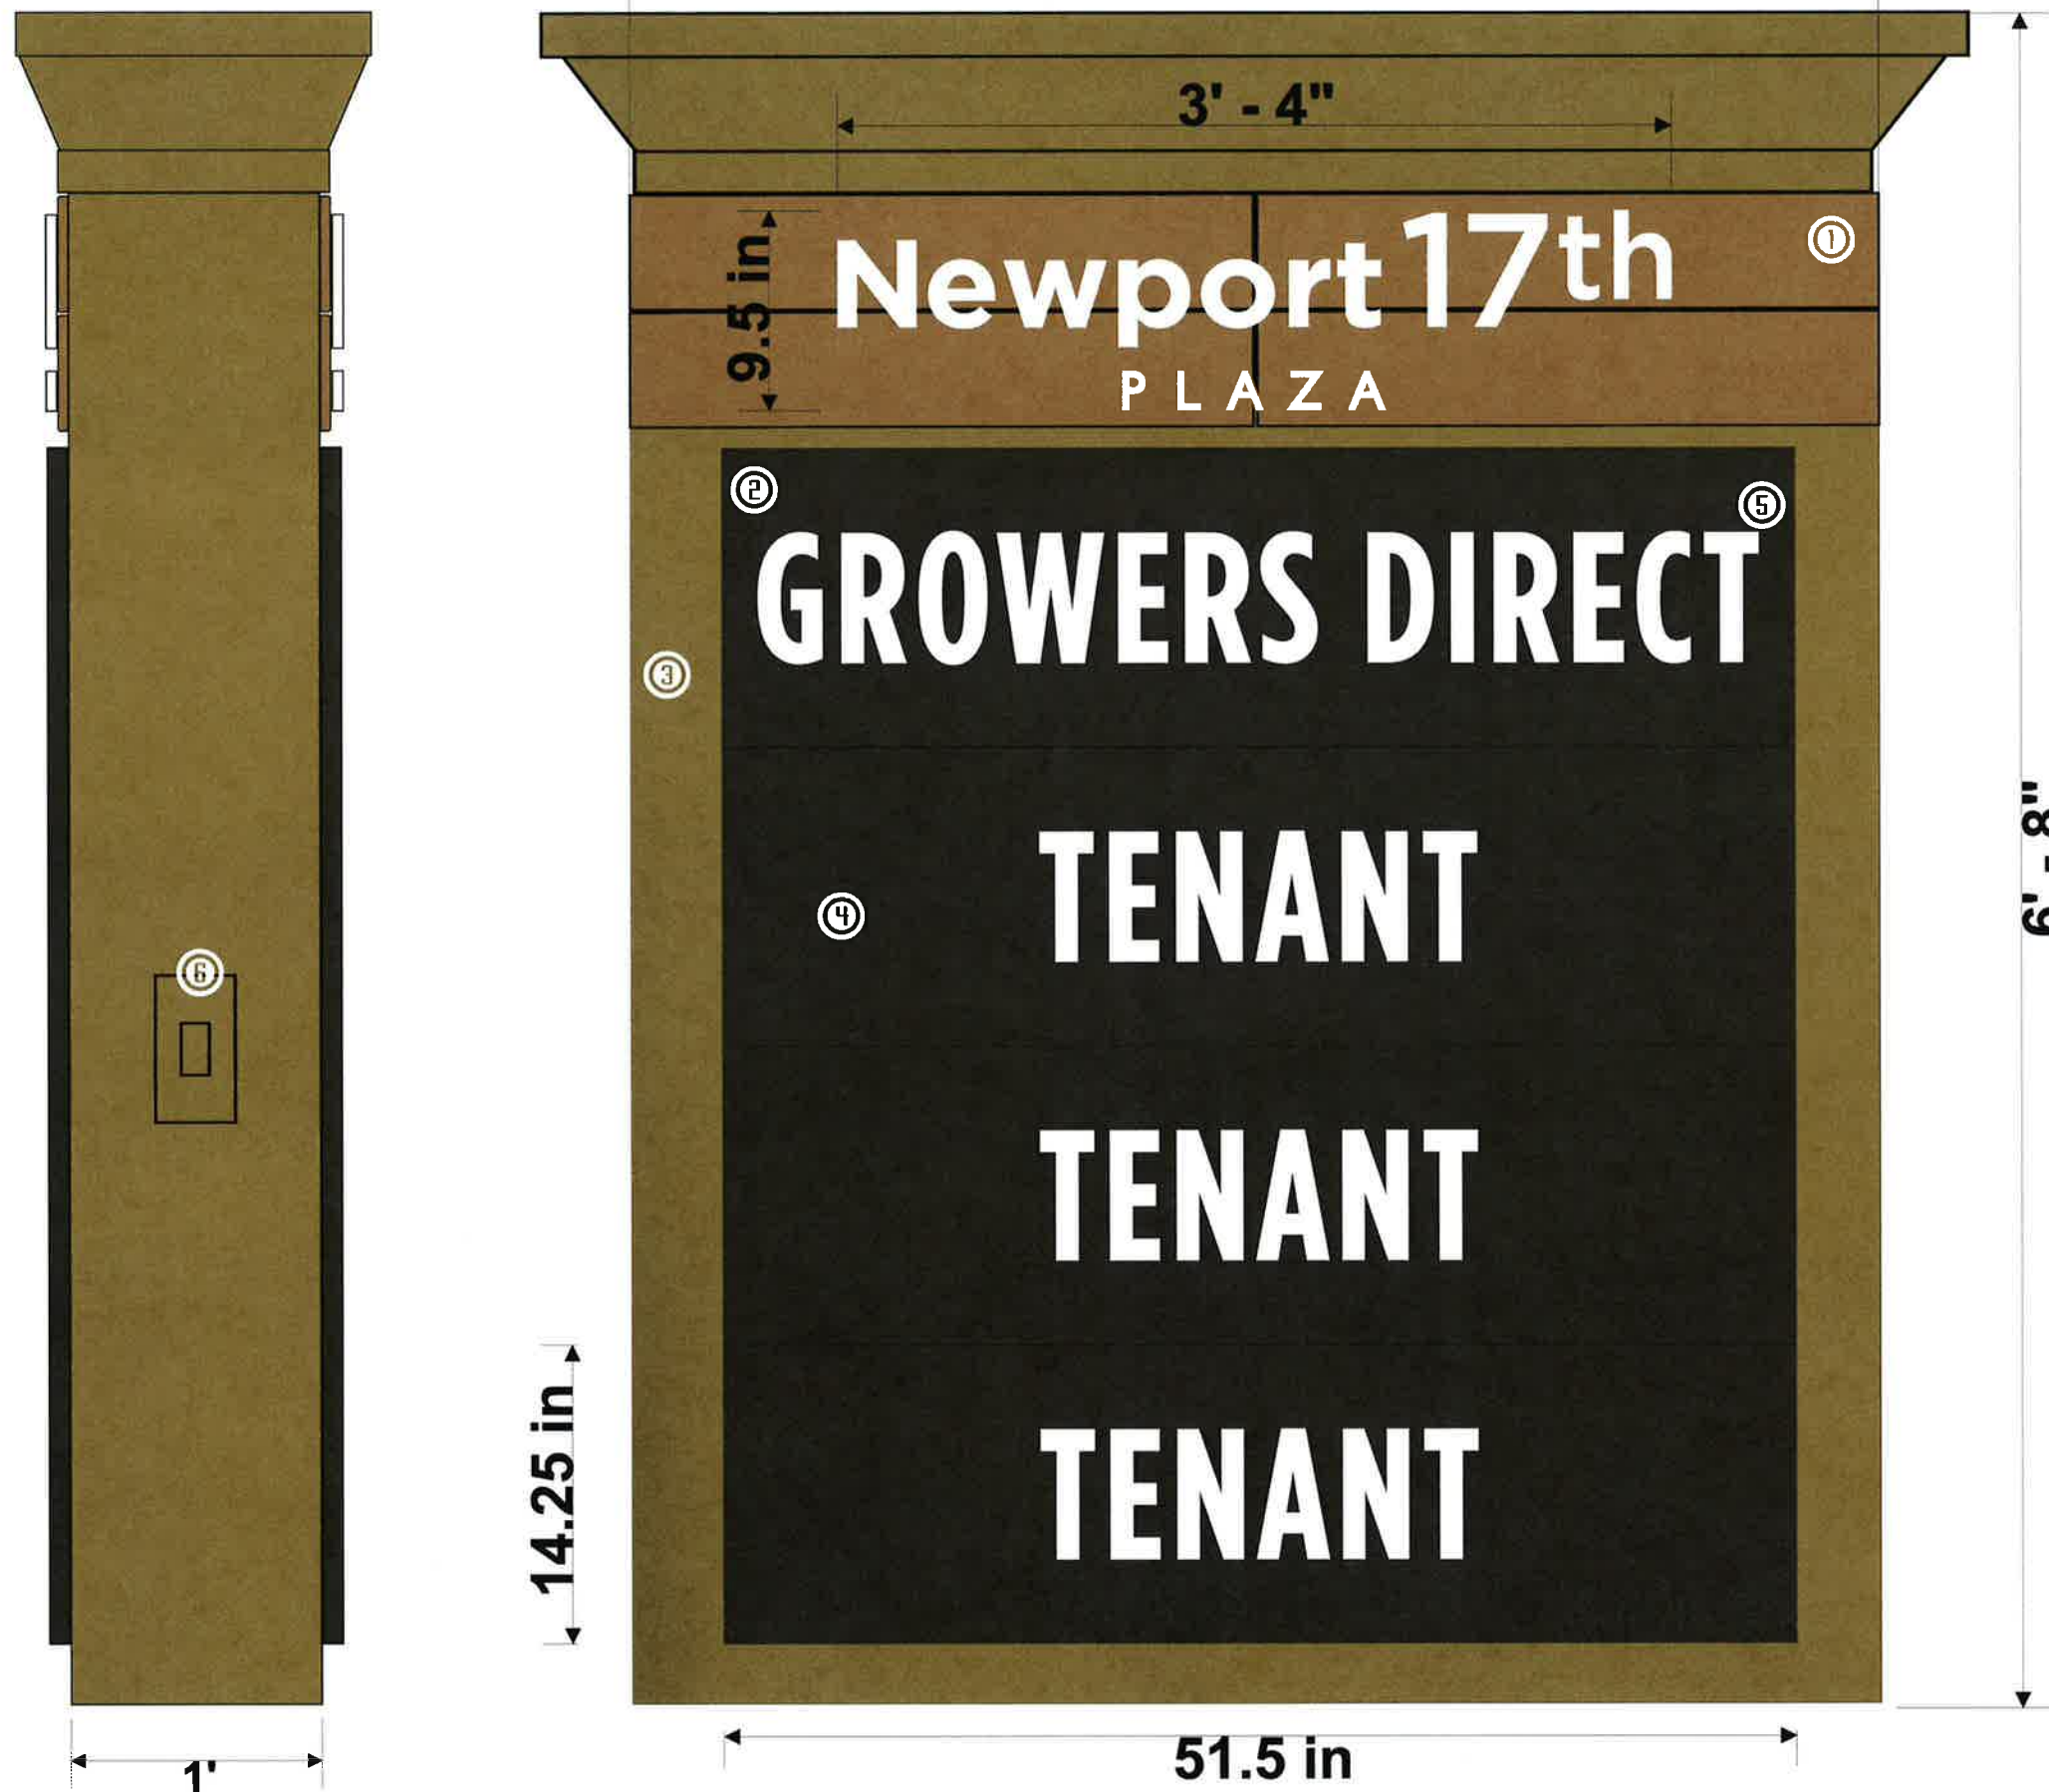 3' - 4"
9.5 in
Newport 17th
PLAZA
1
2
5
GROWERS DIRECT
3
TENANT
4
6
TENANT
TENANT
14.25 in
6' - 8"
51.5 in
1'